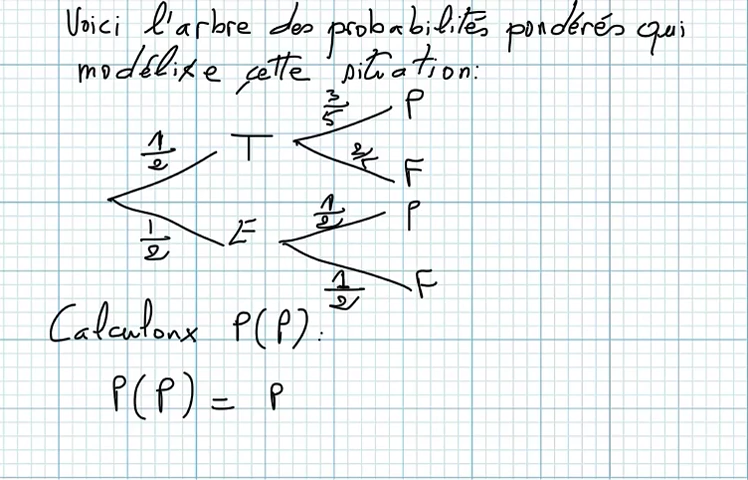 Voici l'arbre des probabilités pondérés qui
modélise cette situation:
3/5 P
1/2 T
2/5 F
1/2 P
1/2 E
1/2 F
Calculons P(P):
P(P) = P